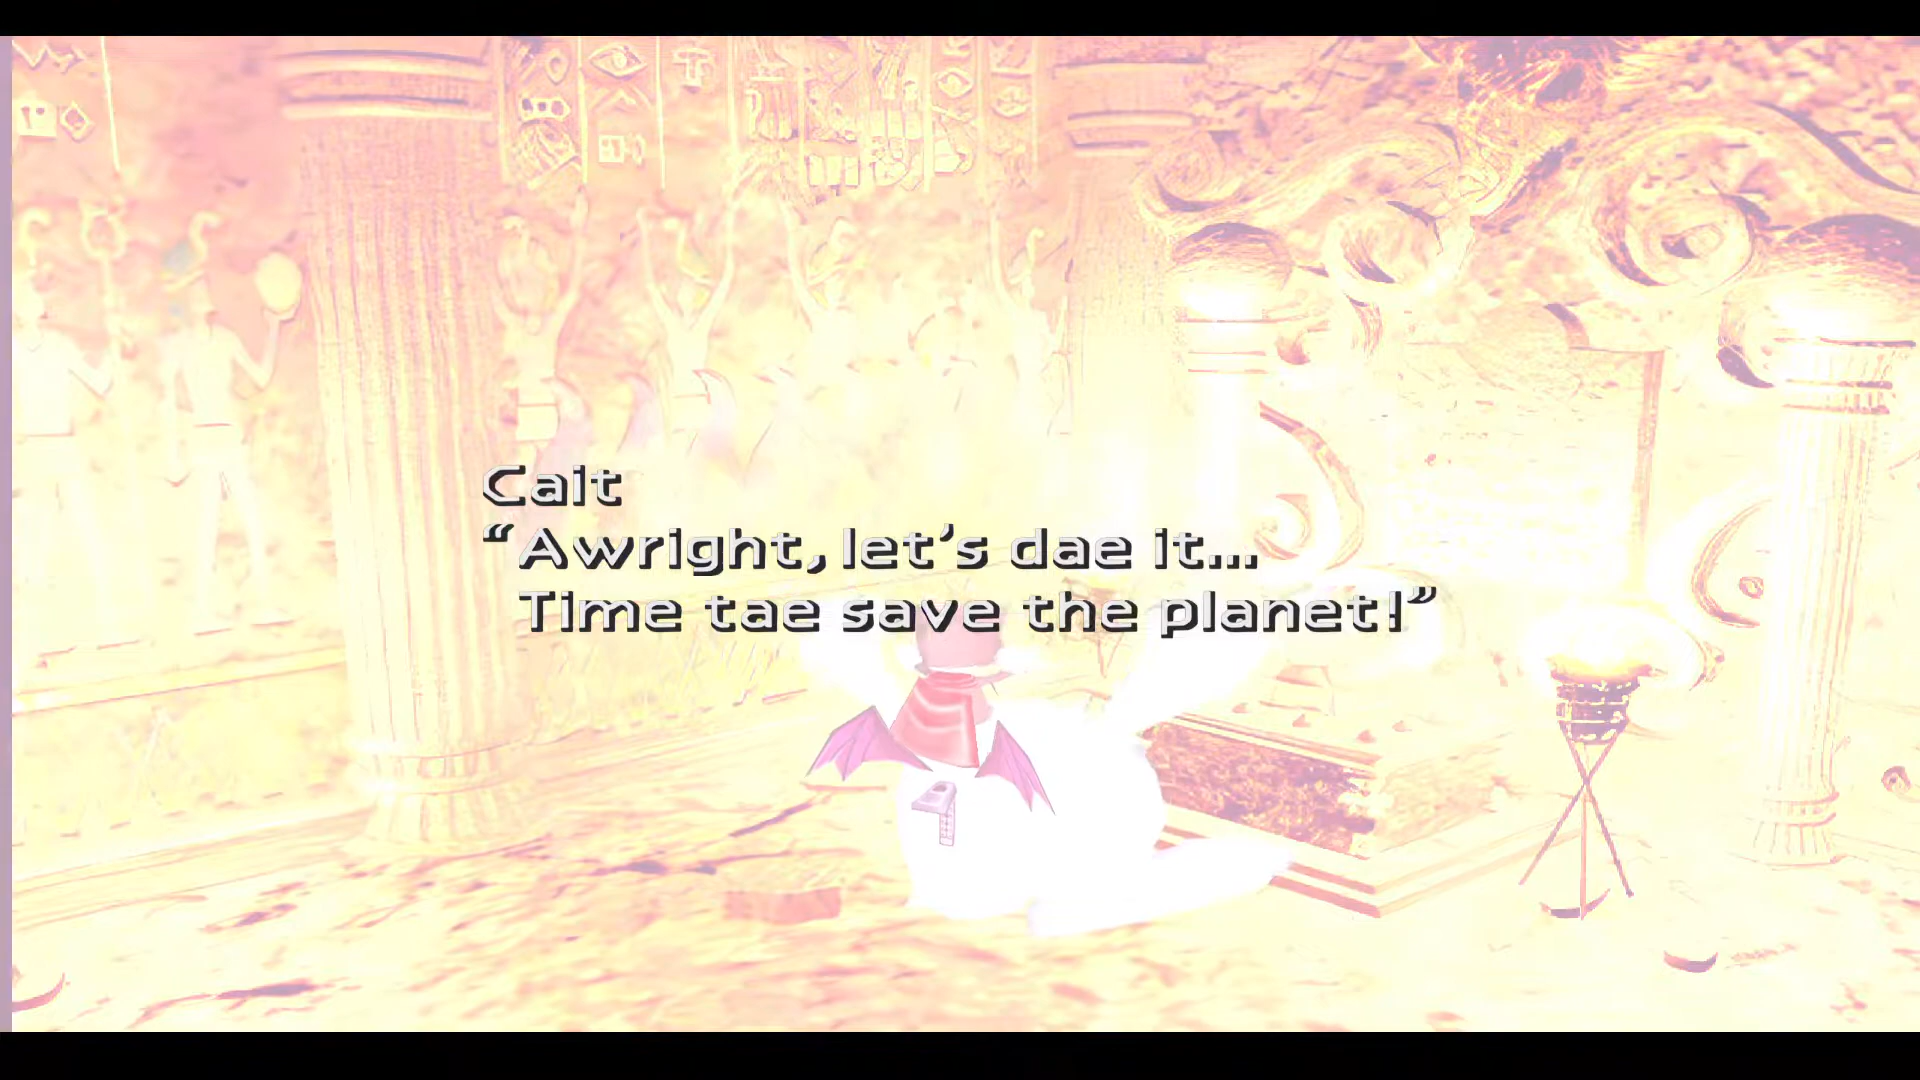 Cait
“Awright, let’s dae it...
Time tae save the planet!”